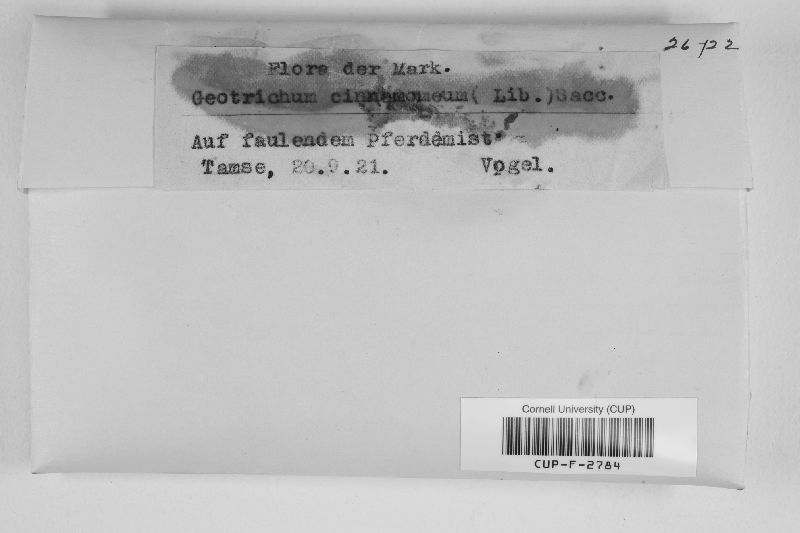 26722
Flora der Mark.
Geotrichum cinnamomeum( Lib.)Sacc.
Auf faulendem Pferdemist
Tamse, 20.9.21. Vogel.
Cornell University (CUP)
CUP-F-2784